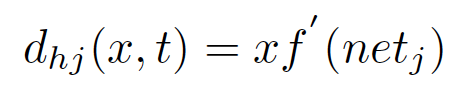 d_{hj}(x, t) = xf^{'}(net_j)